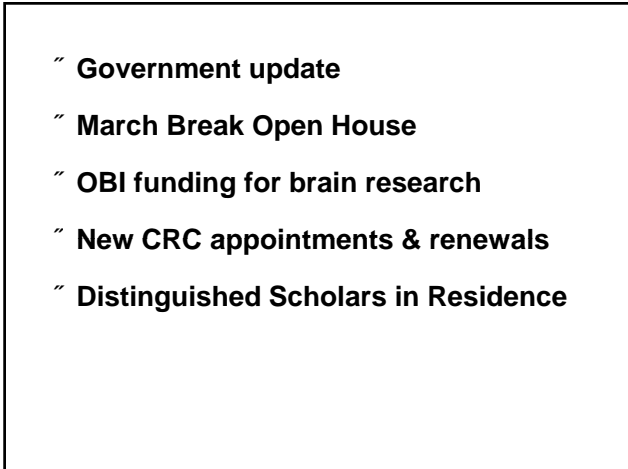 ˝ Government update
˝ March Break Open House
˝ OBI funding for brain research
˝ New CRC appointments & renewals
˝ Distinguished Scholars in Residence